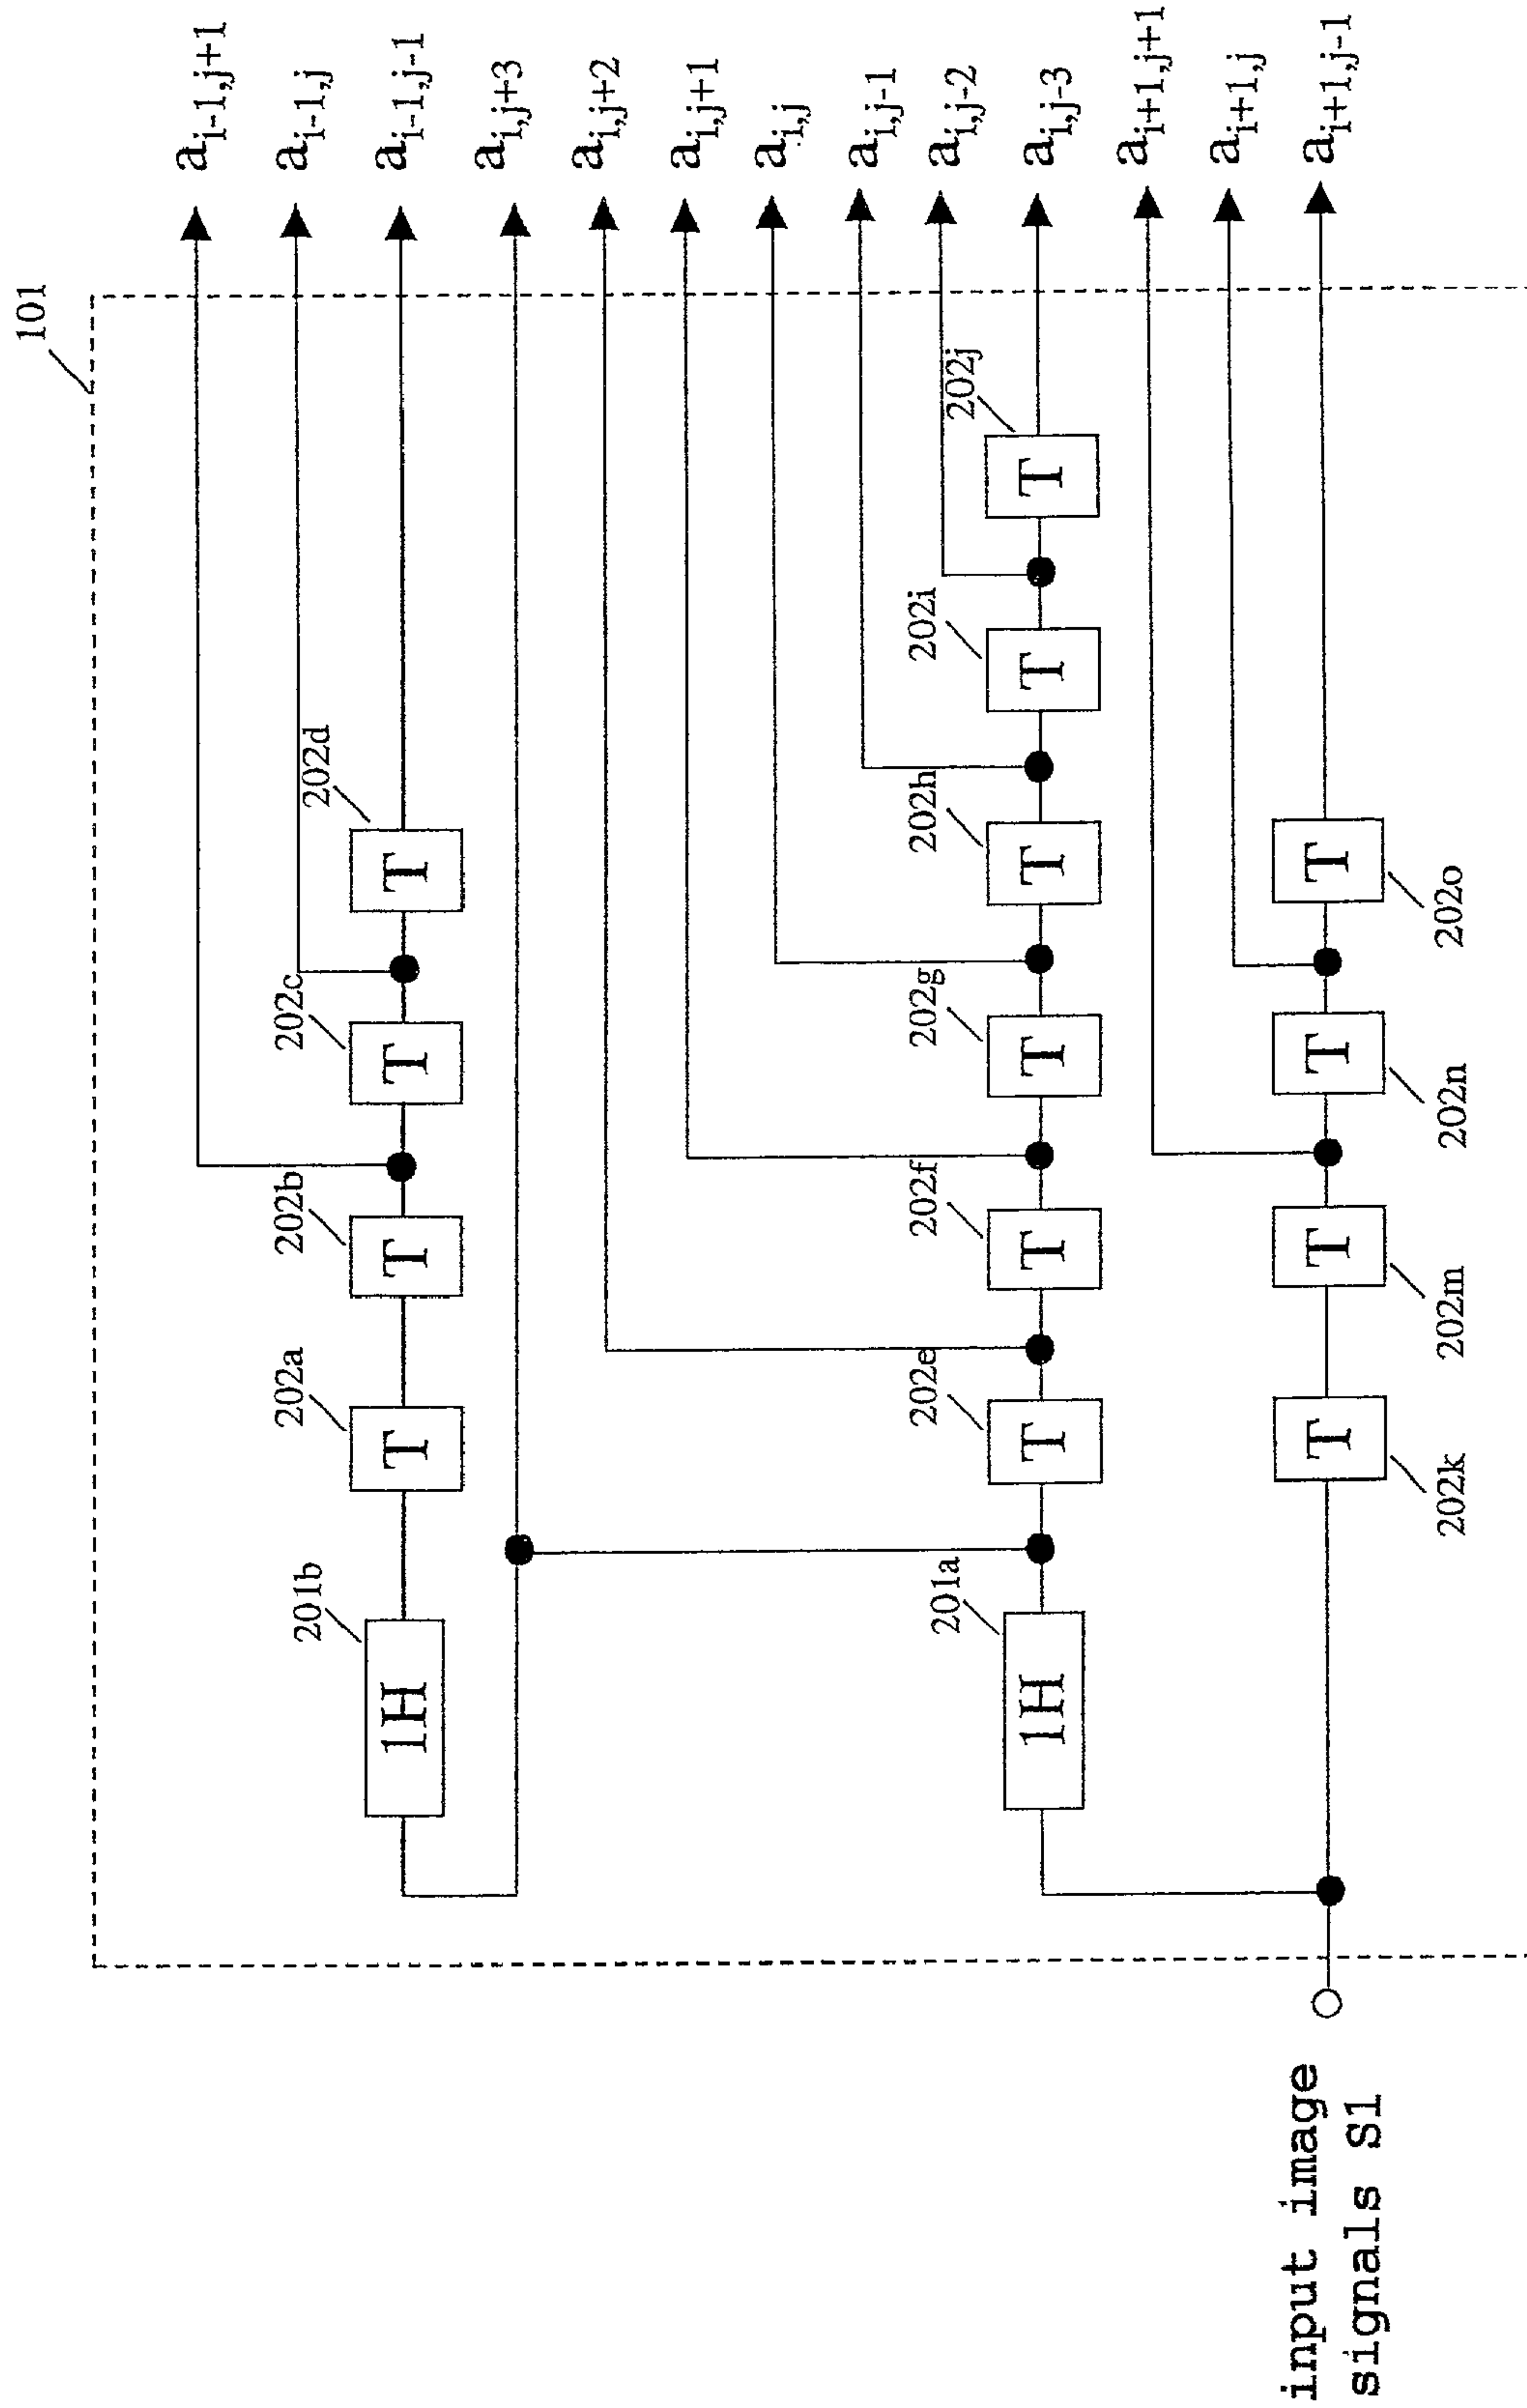 101
a_{i-1,j+1}
a_{i-1,j}
a_{i-1,j-1}
a_{i,j+3}
a_{i,j+2}
a_{i,j+1}
a_{i,j}
a_{i,j-1}
a_{i,j-2}
a_{i,j-3}
a_{i+1,j+1}
a_{i+1,j}
a_{i+1,j-1}
201b
202a
202b
202c
202d
1H
T
T
T
T
201a
202e
202f
202g
202h
202i
202j
1H
T
T
T
T
T
T
T
T
T
T
202k
202m
202n
202o
input image
signals S1